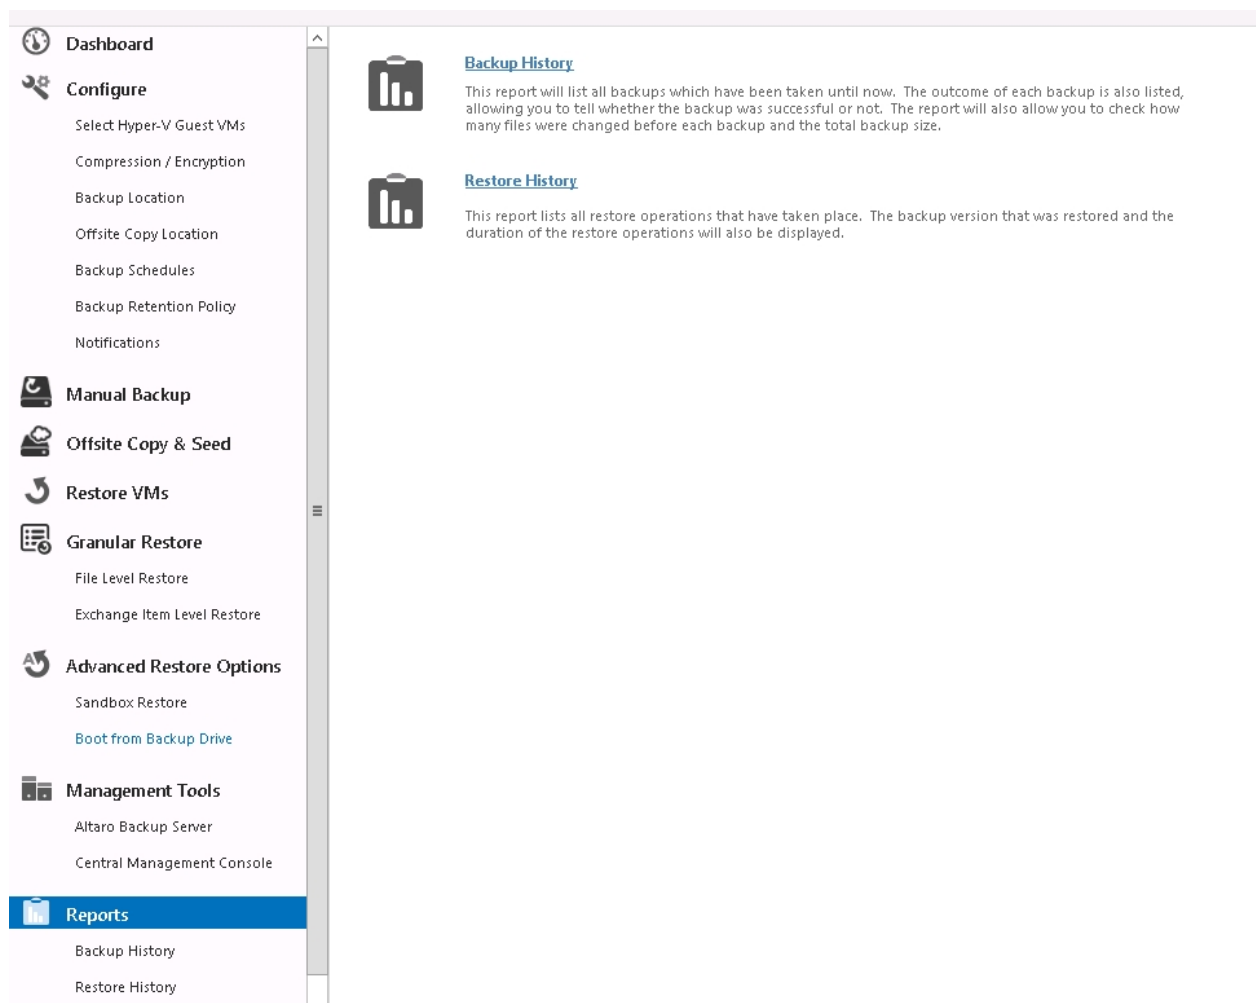 Dashboard
Configure
Select Hyper-V Guest VMs
Compression / Encryption
Backup Location
Offsite Copy Location
Backup Schedules
Backup Retention Policy
Notifications
Manual Backup
Offsite Copy & Seed
Restore VMs
Granular Restore
File Level Restore
Exchange Item Level Restore
Advanced Restore Options
Sandbox Restore
Boot from Backup Drive
Management Tools
Altaro Backup Server
Central Management Console
Reports
Backup History
Restore History
Backup History
This report will list all backups which have been taken until now. The outcome of each backup is also listed,
allowing you to tell whether the backup was successful or not. The report will also allow you to check how
many files were changed before each backup and the total backup size.
Restore History
This report lists all restore operations that have taken place. The backup version that was restored and the
duration of the restore operations will also be displayed.